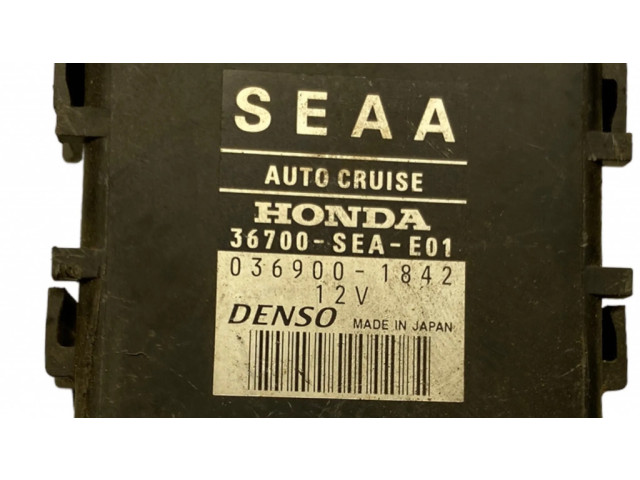 SEAA
AUTO CRUISE
HONDA
36700-SEA-E01
036900-1842
12V
DENSO MADE IN JAPAN